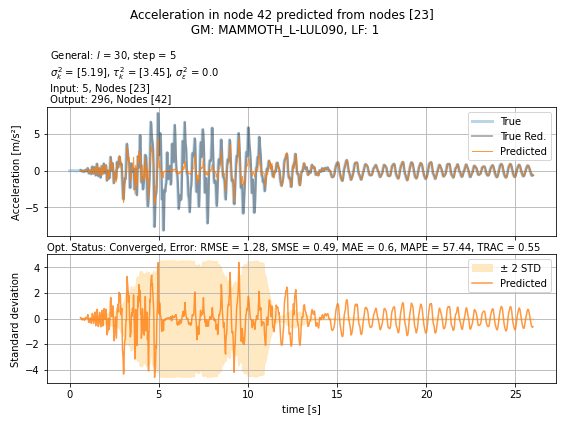 Acceleration in node 42 predicted from nodes [23]
GM: MAMMOTH_L-LUL090, LF: 1
General: l = 30, step = 5
σ²ₖ = [5.19], τ²ₖ = [3.45], σ²ε = 0.0
Input: 5, Nodes [23]
Output: 296, Nodes [42]
True
True Red.
Predicted
Acceleration [m/s²]
5
0
−5
Opt. Status: Converged, Error: RMSE = 1.28, SMSE = 0.49, MAE = 0.6, MAPE = 57.44, TRAC = 0.55
± 2 STD
Predicted
Standard deviation
4
2
0
−2
−4
0 5 10 15 20 25
time [s]